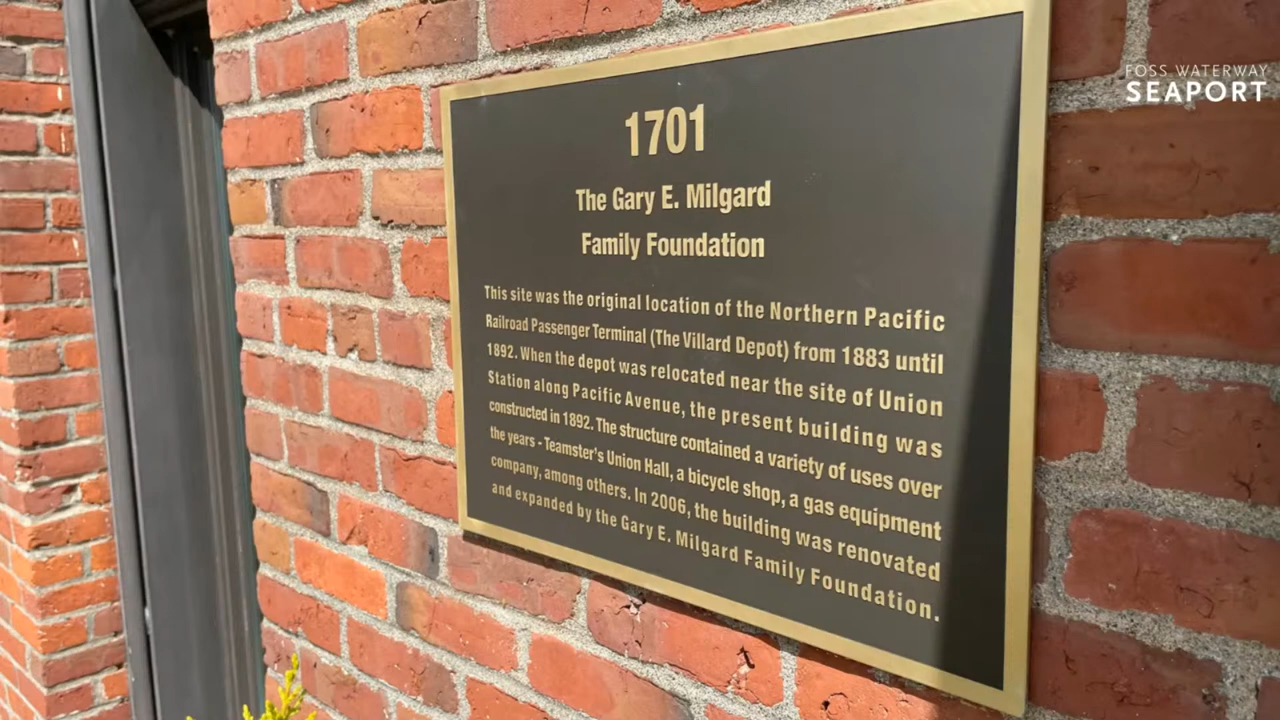 FOSS WATERWAY
SEAPORT
1701
The Gary E. Milgard
Family Foundation
This site was the original location of the Northern Pacific
Railroad Passenger Terminal (The Villard Depot) from 1883 until
1892. When the depot was relocated near the site of Union
Station along Pacific Avenue, the present building was
constructed in 1892. The structure contained a variety of uses over
the years - Teamster's Union Hall, a bicycle shop, a gas equipment
company, among others. In 2006, the building was renovated
and expanded by the Gary E. Milgard Family Foundation.